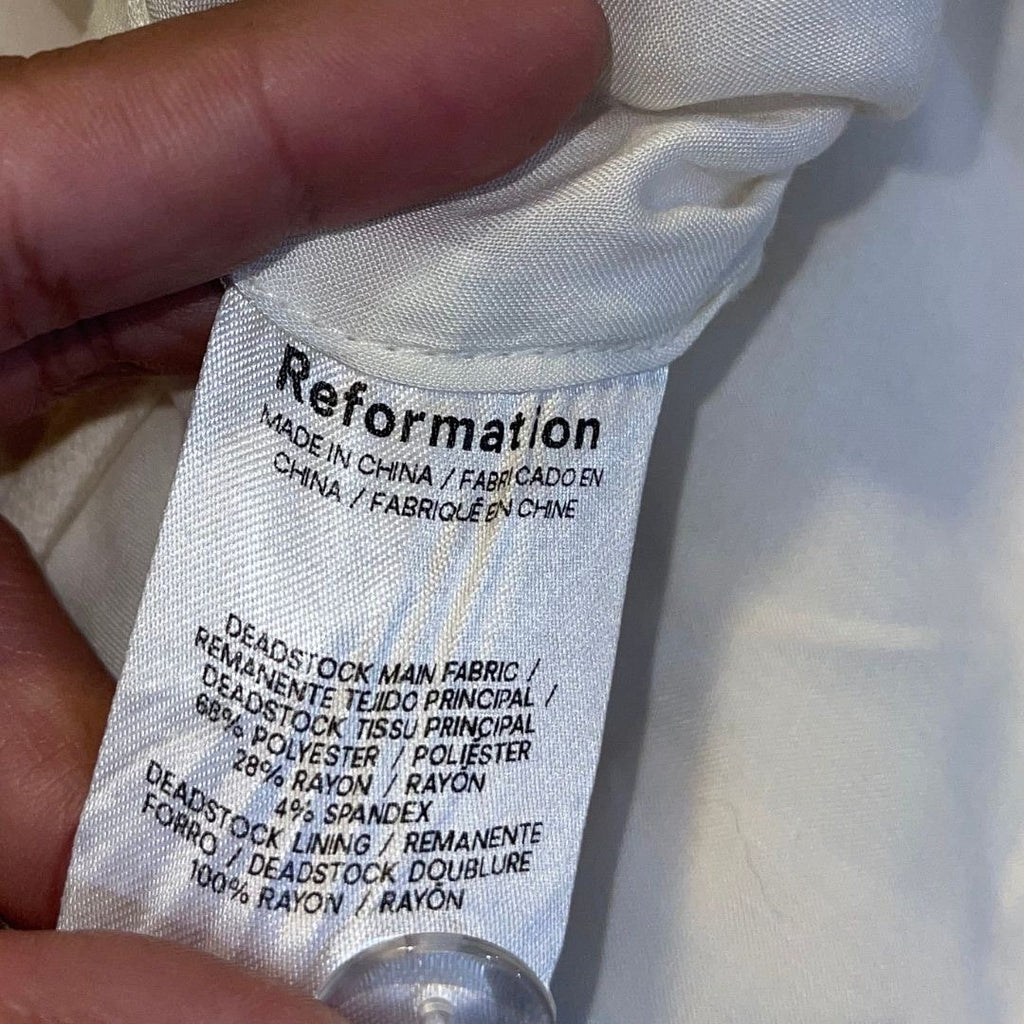 Reformation
MADE IN CHINA / FABRICADO EN
CHINA / FABRIQUÉ EN CHINE
DEADSTOCK MAIN FABRIC /
REMANENTE TEJIDO PRINCIPAL /
DEADSTOCK TISSU PRINCIPAL
68% POLYESTER / POLIÉSTER
28% RAYON / RAYÓN
4% SPANDEX
DEADSTOCK LINING / REMANENTE
FORRO / DEADSTOCK DOUBLURE
100% RAYON / RAYÓN